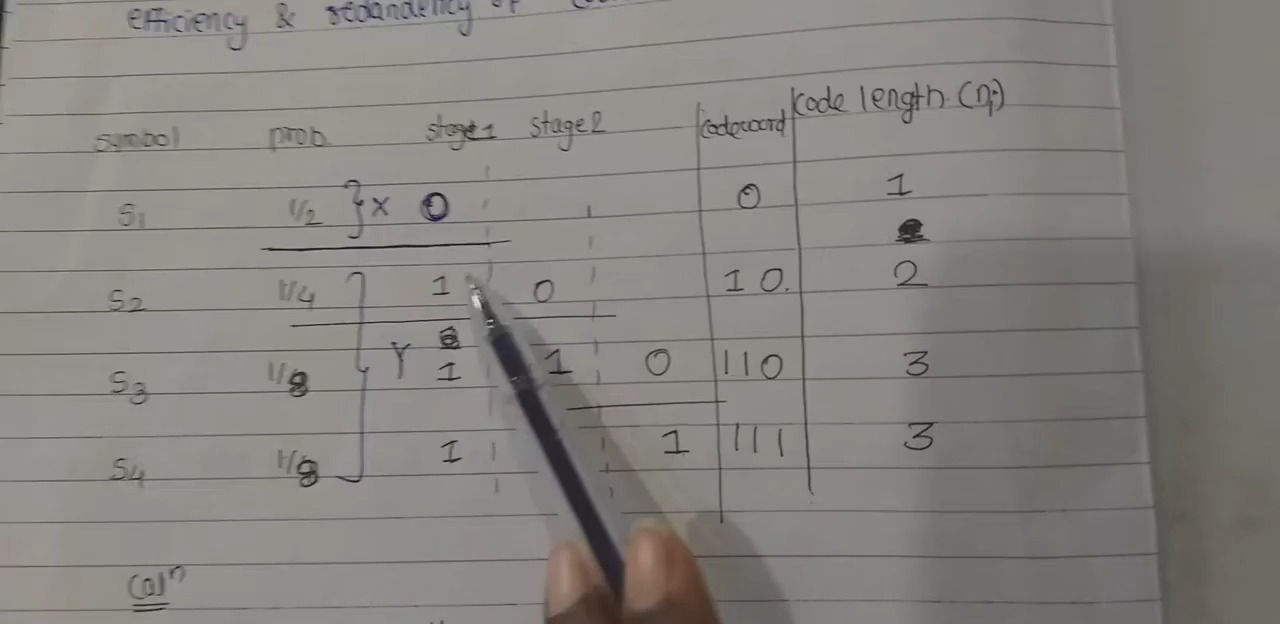 efficiency & redandency of
symbol prob. stage1 stage2 codeword code length (ni)
S1 1/2 } X 0 0 1
S2 1/4 1 0 10. 2
S3 1/8 Y 1 1 0 110 3
S4 1/8 1 1 111 3
Calⁿ